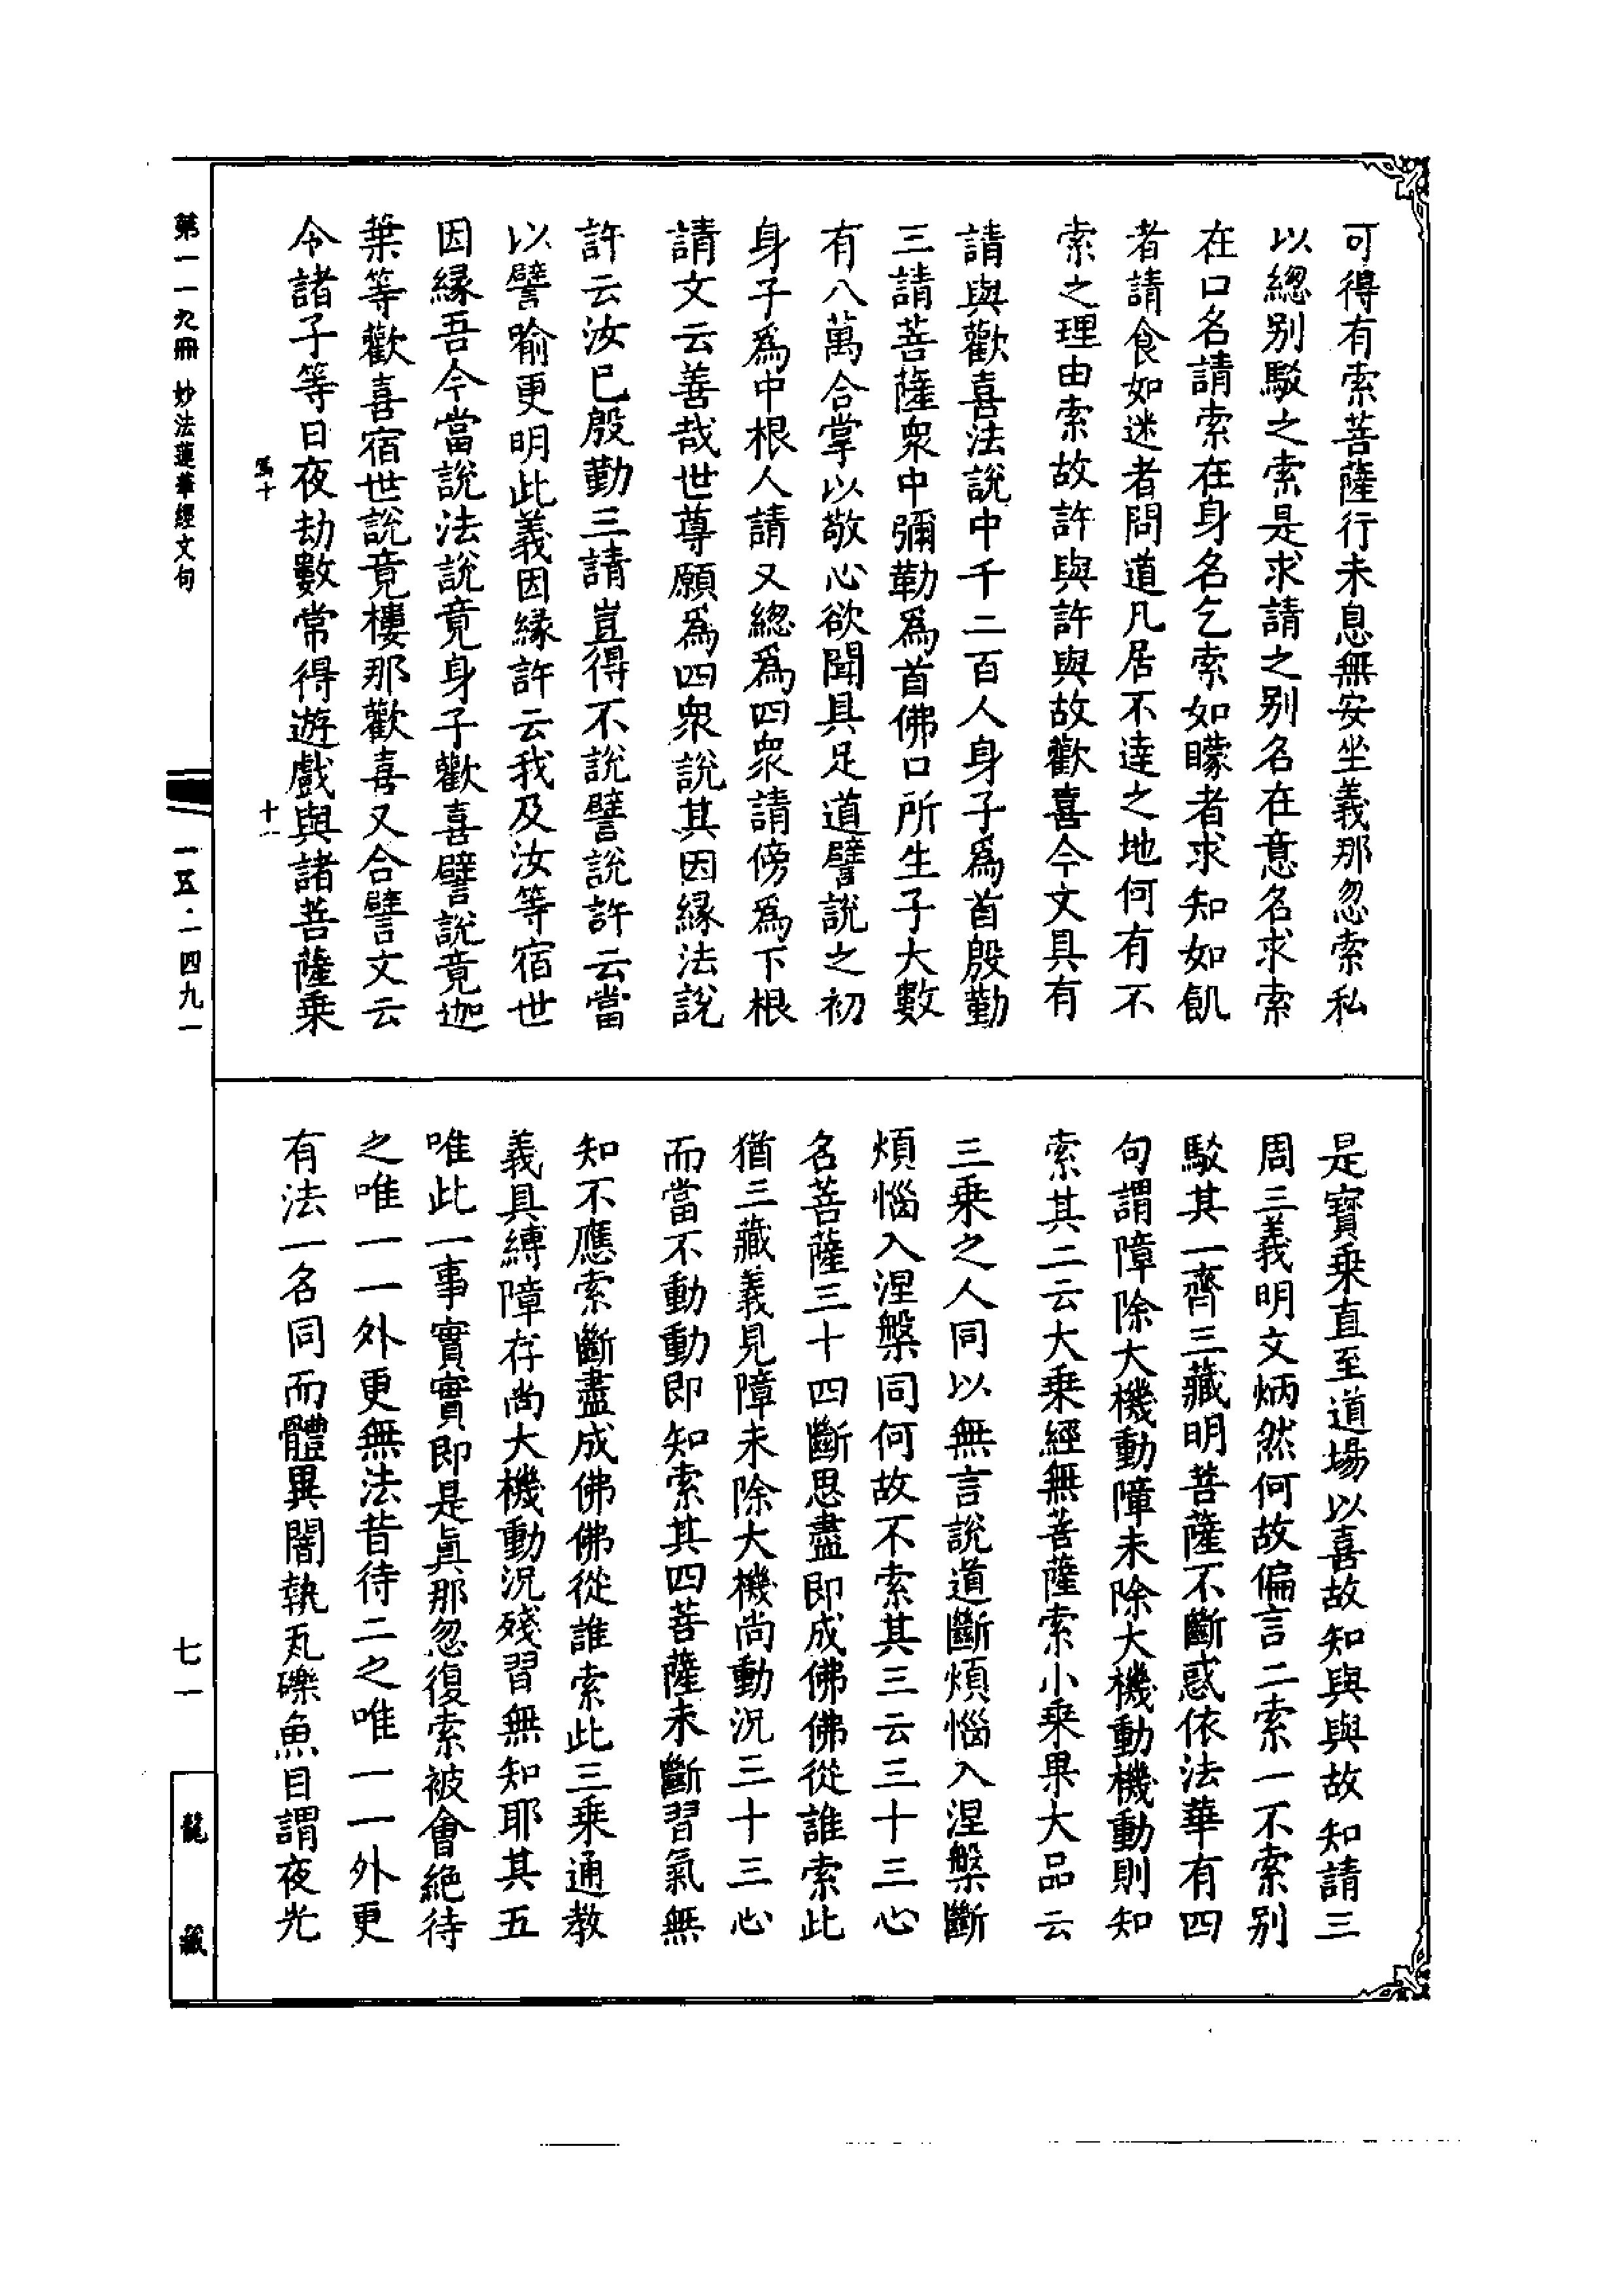 可得有索菩薩行未息無安坐義那忽索私
以總别駁之索是求請之别名在意名求索
在口名請索在身名乞索如矇者求知如飢
者請食如迷者問道凡居不達之地何有不
索之理由索故許與許與故歡喜今文具有
請與歡喜法說中千二百人身子爲首殷勤
三請菩薩衆中彌勒爲首佛口所生子大數
有八萬合掌以敬心欲聞具足道譬說之初
身子爲中根人請又總爲四衆請傍爲下根
請文云善哉世尊願爲四衆說其因緣法說
許云汝已殷勤三請豈得不說譬說許云當
以譬喻更明此義因緣許云我及汝等宿世
因緣吾今當說法說竟身子歡喜譬說竟迦
葉等歡喜宿世說竟樓那歡喜又合譬文云
令諸子等日夜劫數常得遊戲與諸菩薩乘
是寶乘直至道場以喜故知與與故知請三
周三義明文炳然何故偏言二索一不索别
駁其一齊三藏明菩薩不斷惑依法華有四
句謂障除大機動障未除大機動機動則知
索其二云大乘經無菩薩索小乘果大品云
三乘之人同以無言說道斷煩惱入涅槃斷
煩惱入涅槃同何故不索其三云三十三心
名菩薩三十四斷思盡即成佛佛從誰索此
猶三藏義見障未除大機尚動況三十三心
而當不動動即知索其四菩薩未斷習氣無
知不應索斷盡成佛佛從誰索此三乘通教
義具縛障存尚大機動況殘習無知耶其五
唯此一事實實即是眞那忽復索被會絶待
之唯一一外更無法昔待二之唯一一外更
有法一名同而體異闇執瓦礫魚目謂夜光
第一一九冊 妙法蓮華經文句
十一
一五·一四九一
七一
龍藏